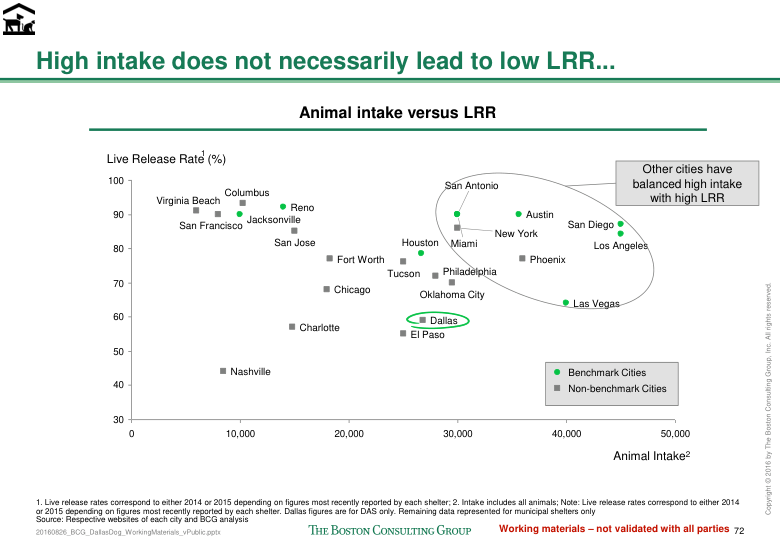 High intake does not necessarily lead to low LRR...
Animal intake versus LRR
Live Release Rate1 (%)
Other cities have
balanced high intake
with high LRR
100
90
80
70
60
50
40
30
0
10,000
20,000
30,000
40,000
50,000
Animal Intake2
Virginia Beach
Columbus
Reno
San Francisco
Jacksonville
San Jose
San Antonio
Austin
New York
Miami
San Diego
Los Angeles
Houston
Fort Worth
Tucson
Philadelphia
Phoenix
Chicago
Oklahoma City
Las Vegas
Charlotte
Dallas
El Paso
Nashville
Benchmark Cities
Non-benchmark Cities
1. Live release rates correspond to either 2014 or 2015 depending on figures most recently reported by each shelter; 2. Intake includes all animals; Note: Live release rates correspond to either 2014
or 2015 depending on figures most recently reported by each shelter. Dallas figures are for DAS only. Remaining data represented for municipal shelters only
Source: Respective websites of each city and BCG analysis
20160826_BCG_DallasDog_WorkingMaterials_vPublic.pptx
THE BOSTON CONSULTING GROUP
Working materials – not validated with all parties
72
Copyright © 2016 by The Boston Consulting Group, Inc. All rights reserved.